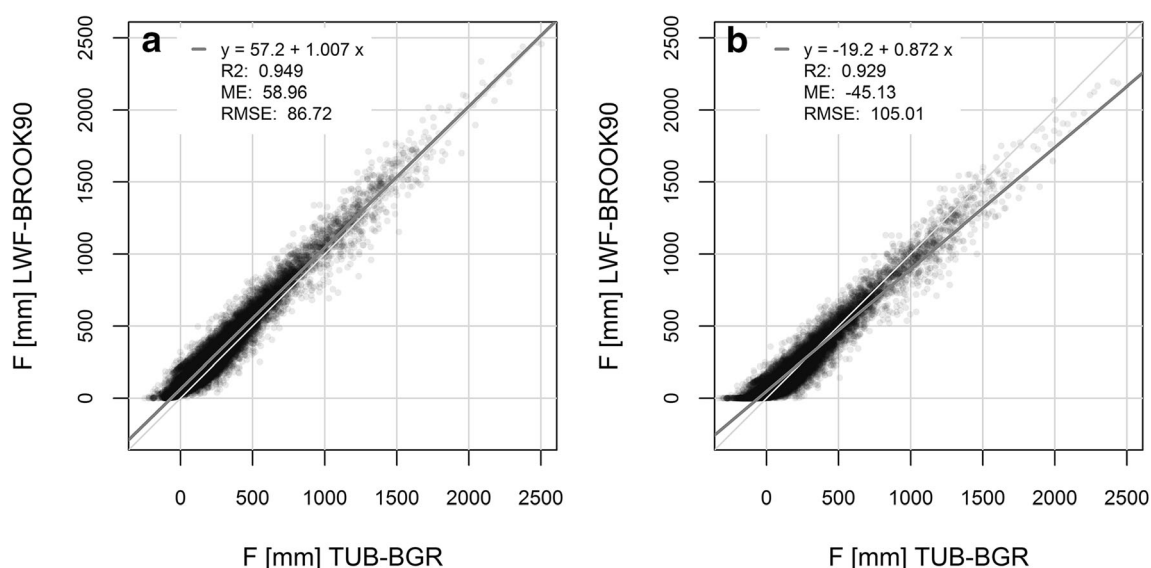 a
y = 57.2 + 1.007 x
R2: 0.949
ME: 58.96
RMSE: 86.72
F [mm] LWF-BROOK90
2500
2000
1500
1000
500
0
0 500 1000 1500 2000 2500
F [mm] TUB-BGR
b
y = -19.2 + 0.872 x
R2: 0.929
ME: -45.13
RMSE: 105.01
F [mm] LWF-BROOK90
2500
2000
1500
1000
500
0
0 500 1000 1500 2000 2500
F [mm] TUB-BGR